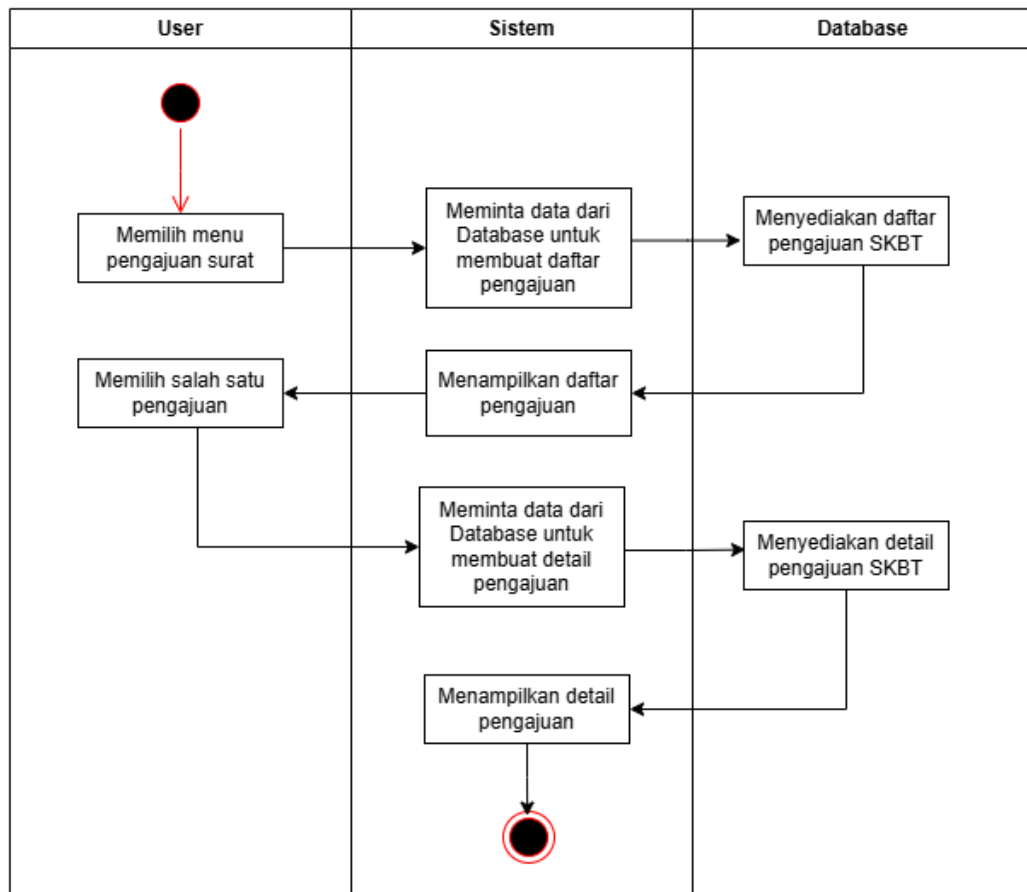 User
Sistem
Database
Memilih menu
pengajuan surat
Meminta data dari
Database untuk
membuat daftar
pengajuan
Menyediakan daftar
pengajuan SKBT
Menampilkan daftar
pengajuan
Memilih salah satu
pengajuan
Meminta data dari
Database untuk
membuat detail
pengajuan
Menyediakan detail
pengajuan SKBT
Menampilkan detail
pengajuan